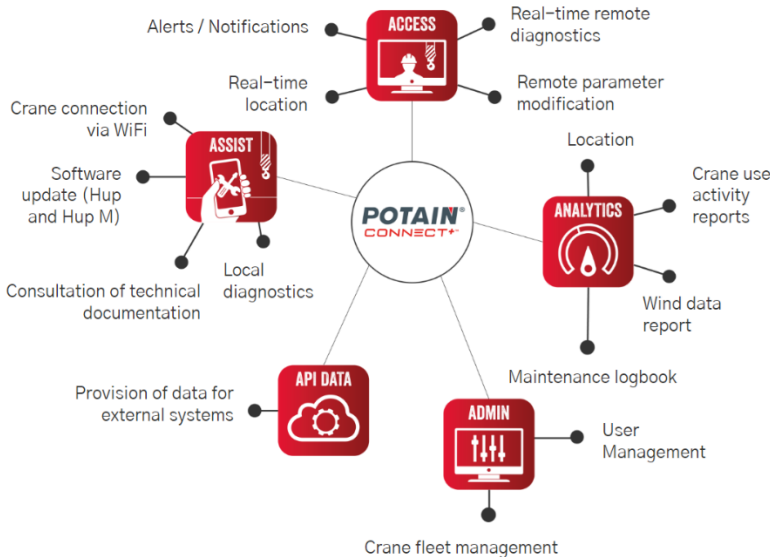 ACCESS
Alerts / Notifications
Real-time remote
diagnostics
Real-time
location
Remote parameter
modification
Crane connection
via WiFi
ASSIST
Software
update (Hup
and Hup M)
Consultation of technical
documentation
Local
diagnostics
POTAIN®
CONNECT+™
Location
ANALYTICS
Crane use
activity
reports
Wind data
report
Maintenance logbook
API DATA
Provision of data for
external systems
ADMIN
User
Management
Crane fleet management